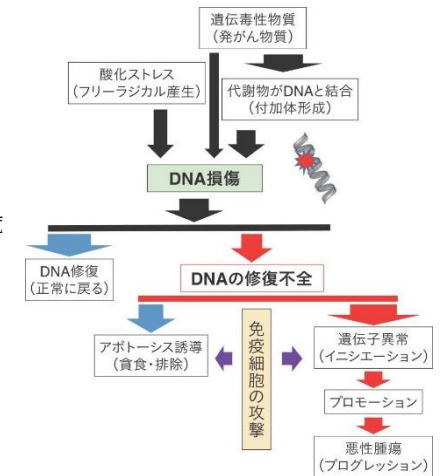 遺伝毒性物質
(発がん物質)
酸化ストレス
(フリーラジカル産生)
代謝物がDNAと結合
(付加体形成)
DNA損傷
DNA修復
(正常に戻る)
DNAの修復不全
アポトーシス誘導
(貪食・排除)
免疫細胞の攻撃
遺伝子異常
(イニシエーション)
プロモーション
悪性腫瘍
(プログレッション)